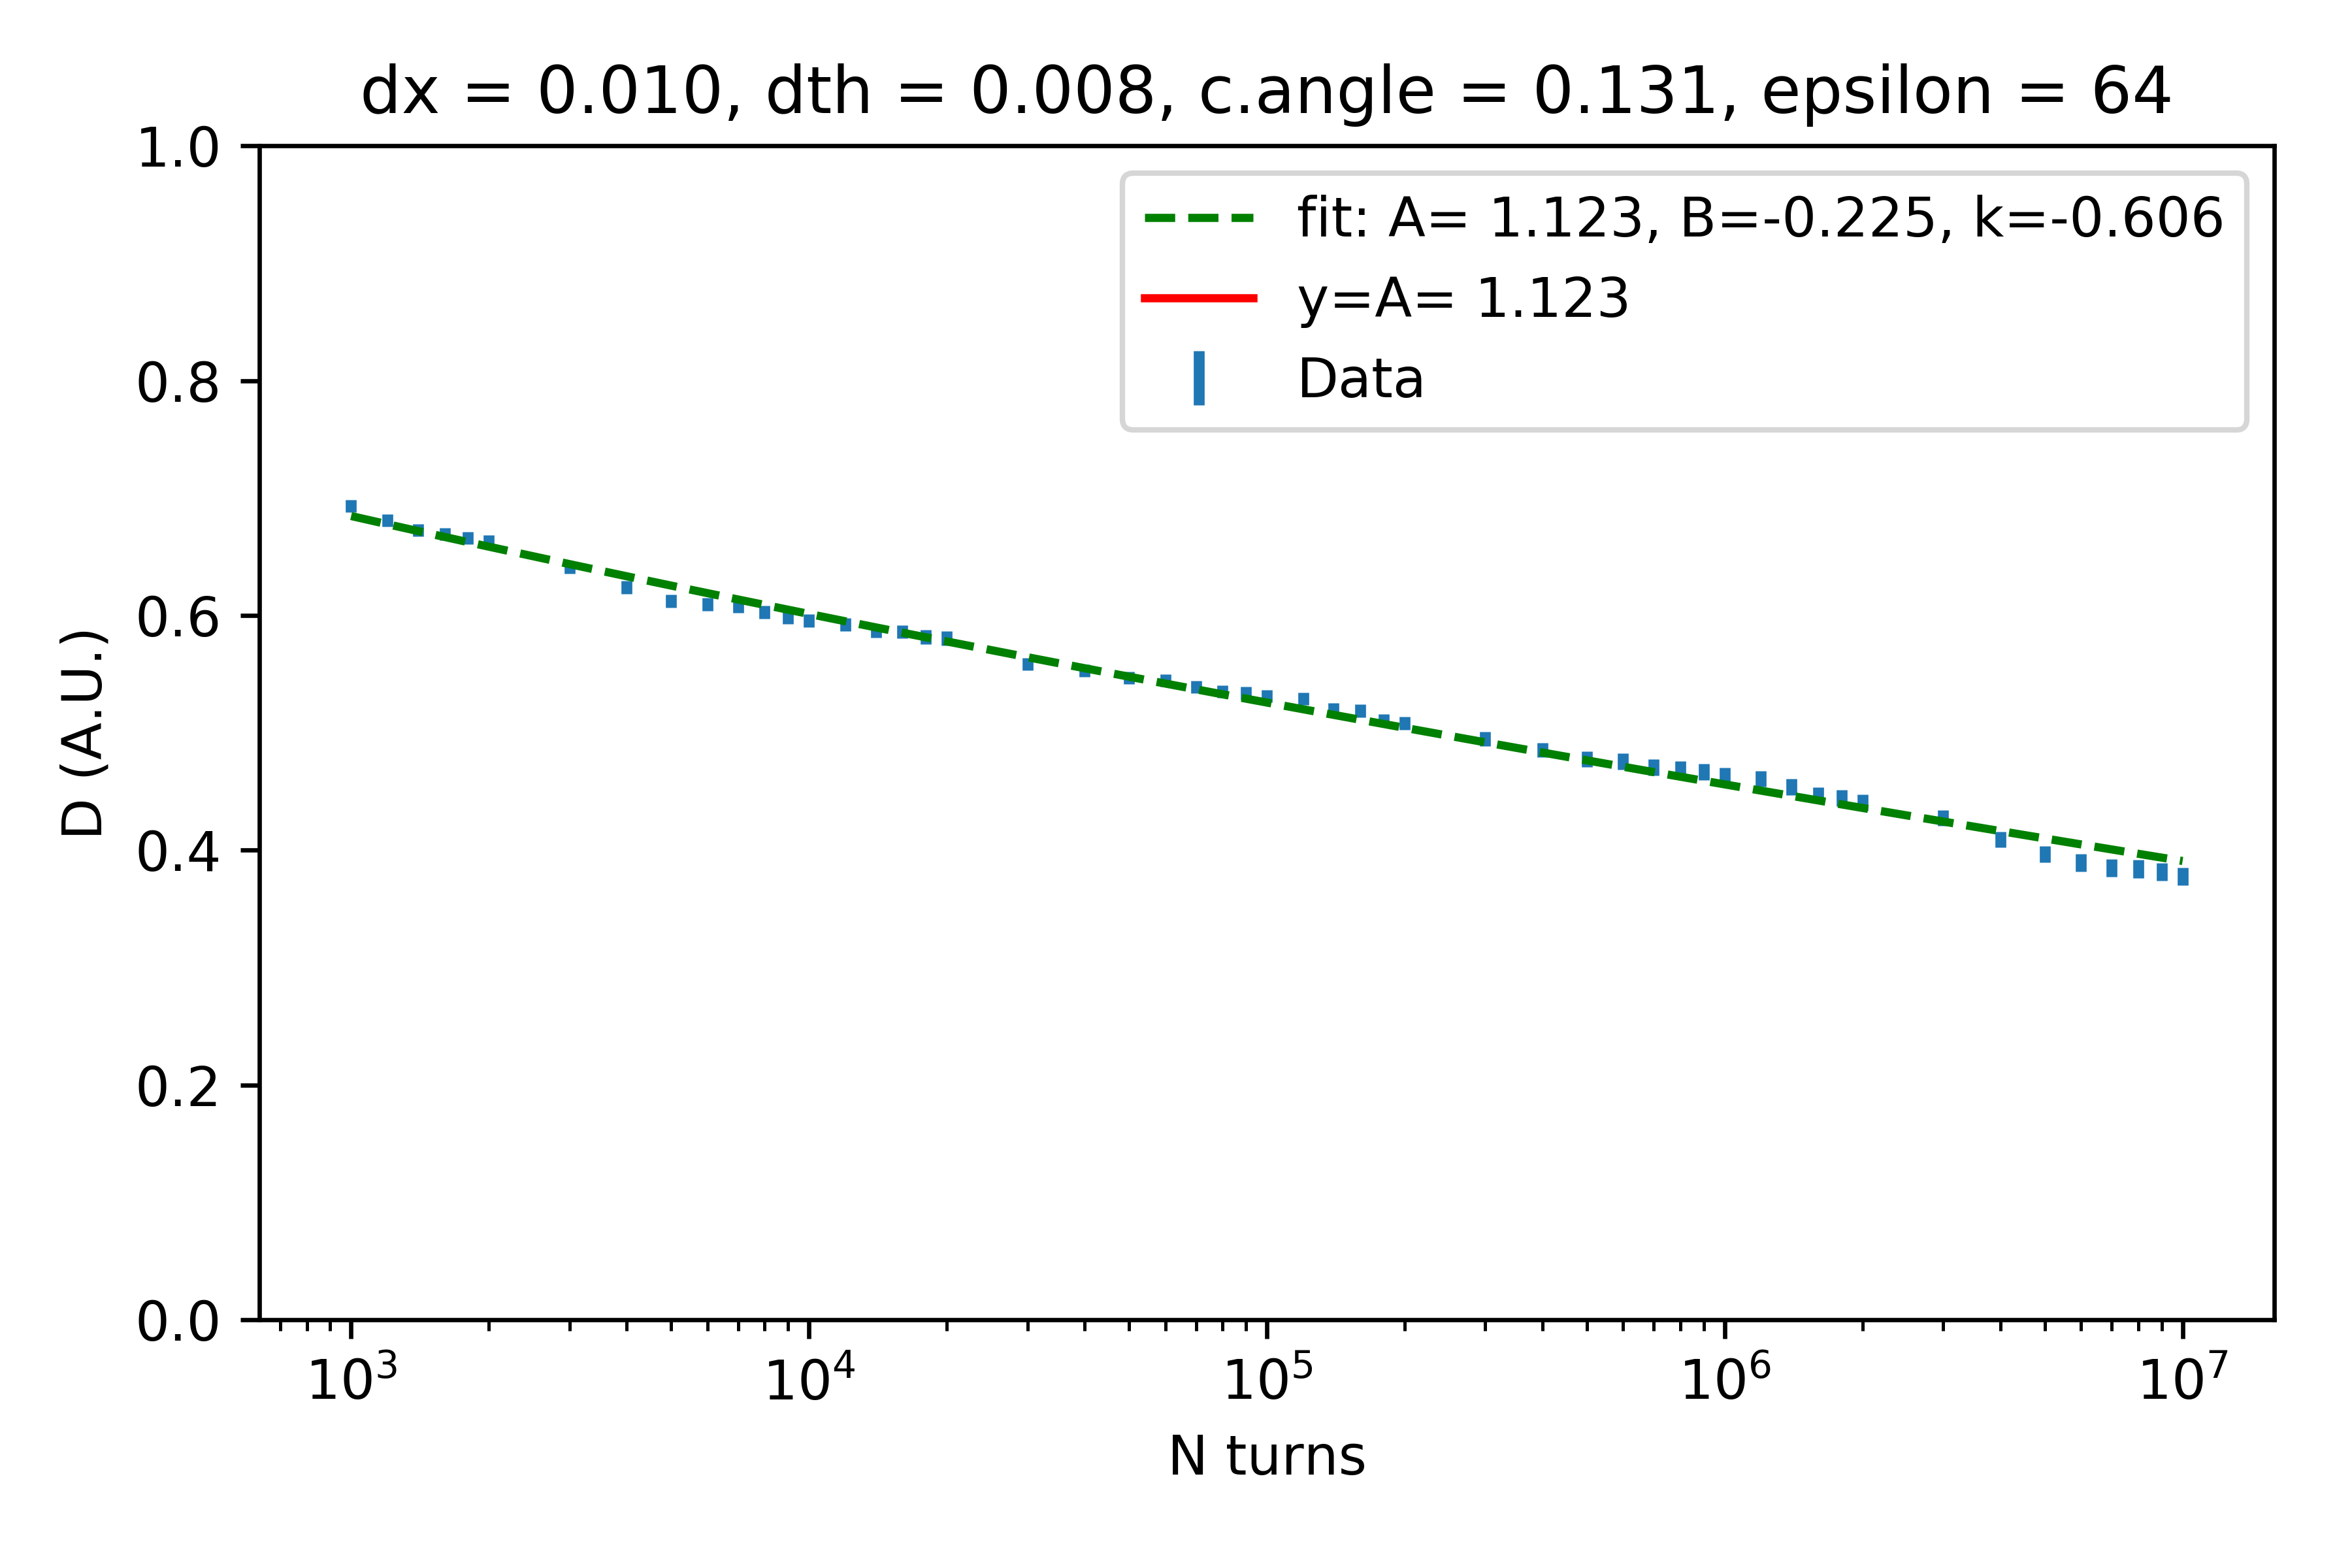 dx = 0.010, dth = 0.008, c.angle = 0.131, epsilon = 64
1.0
0.8
0.6
0.4
0.2
0.0
D (A.U.)
fit: A= 1.123, B=-0.225, k=-0.606
y=A= 1.123
Data
10³ 10⁴ 10⁵ 10⁶ 10⁷
N turns